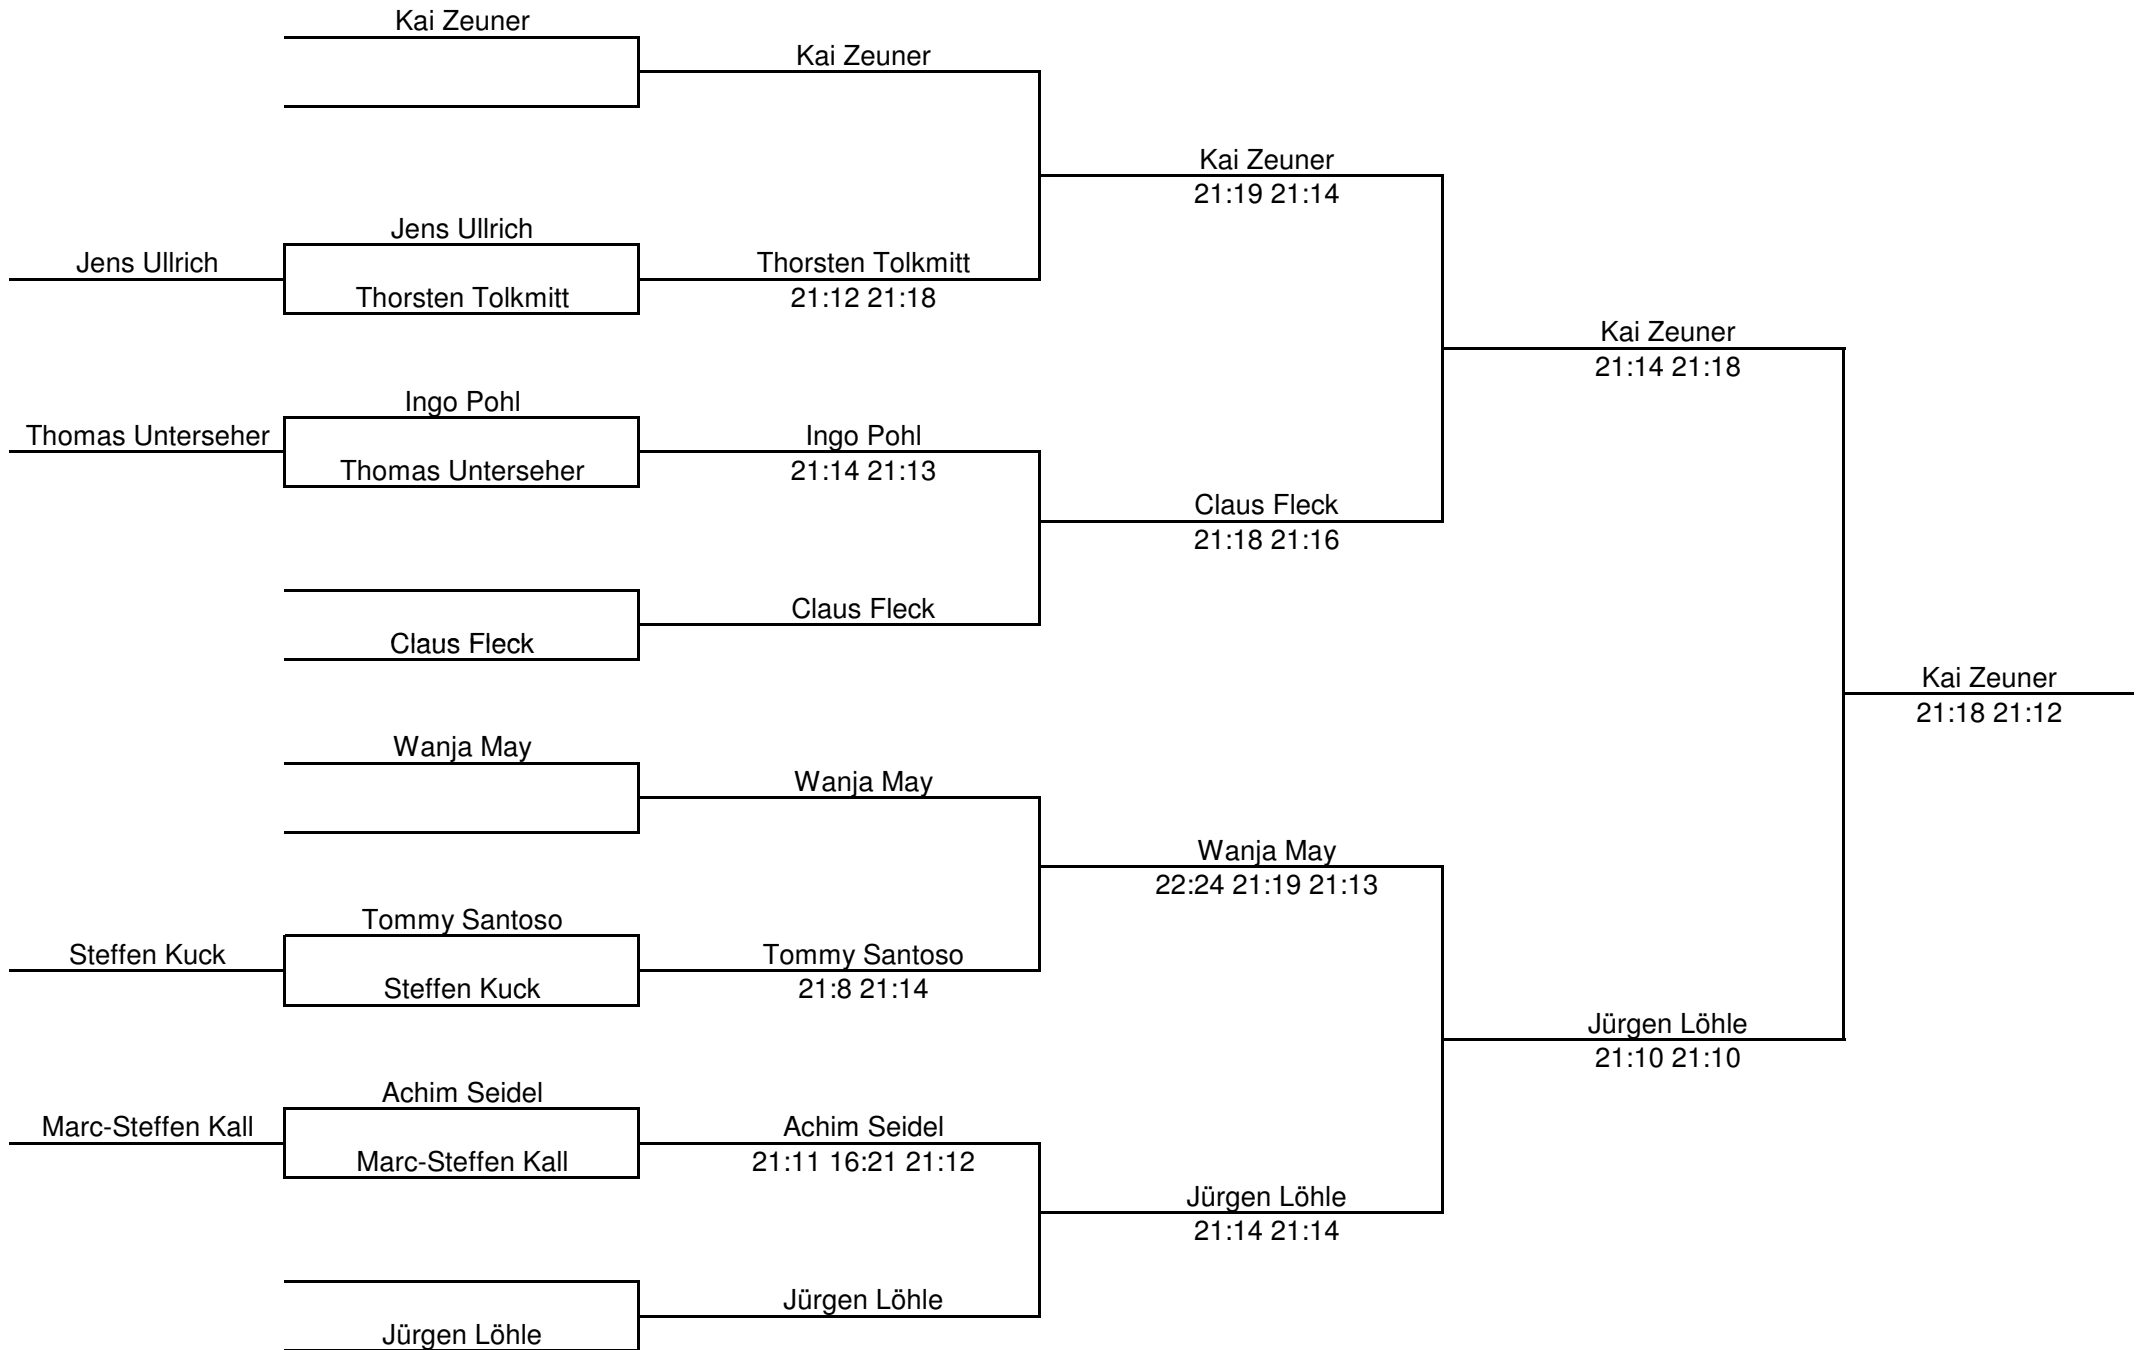 Kai Zeuner
Kai Zeuner
Kai Zeuner
21:19 21:14
Jens Ullrich
Jens Ullrich
Thorsten Tolkmitt
Thorsten Tolkmitt
21:12 21:18
Kai Zeuner
21:14 21:18
Ingo Pohl
Thomas Unterseher
Ingo Pohl
Thomas Unterseher
21:14 21:13
Claus Fleck
21:18 21:16
Claus Fleck
Claus Fleck
Kai Zeuner
21:18 21:12
Wanja May
Wanja May
Wanja May
22:24 21:19 21:13
Tommy Santoso
Steffen Kuck
Tommy Santoso
Steffen Kuck
21:8 21:14
Jürgen Löhle
21:10 21:10
Achim Seidel
Marc-Steffen Kall
Achim Seidel
Marc-Steffen Kall
21:11 16:21 21:12
Jürgen Löhle
21:14 21:14
Jürgen Löhle
Jürgen Löhle